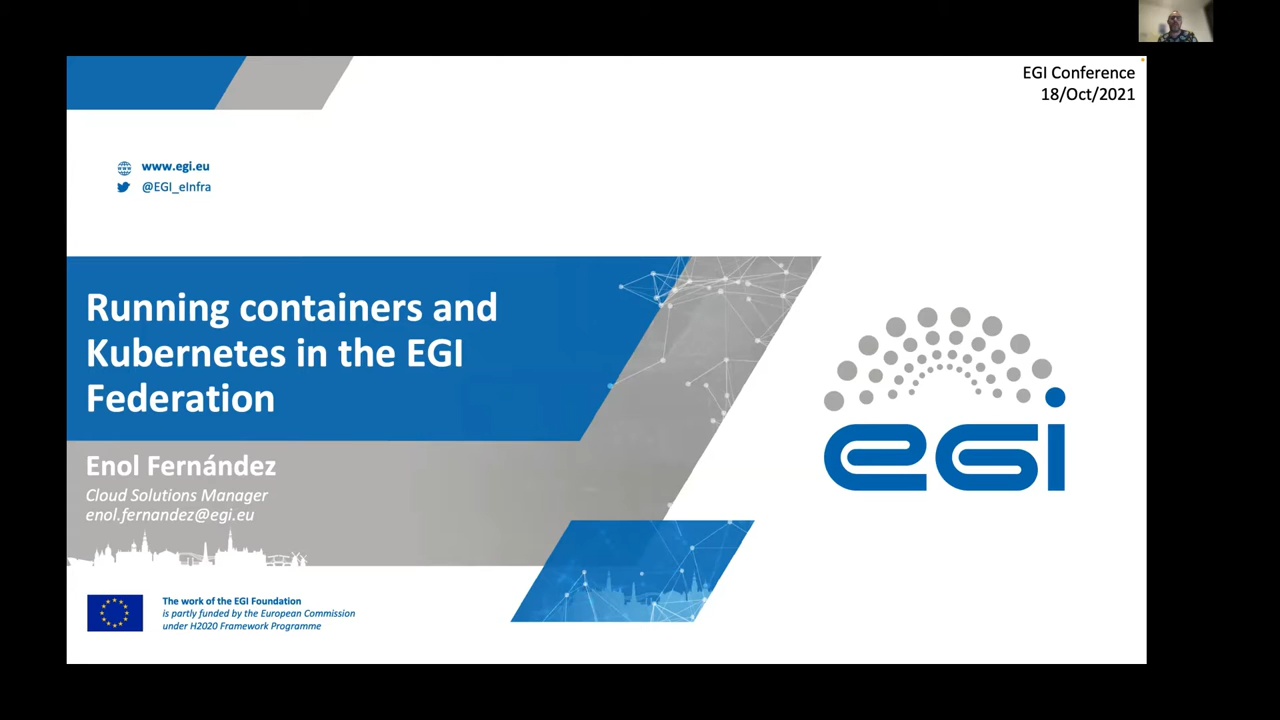 EGI Conference
18/Oct/2021
www.egi.eu
@EGI_eInfra
Running containers and
Kubernetes in the EGI
Federation
Enol Fernández
Cloud Solutions Manager
enol.fernandez@egi.eu
egi
The work of the EGI Foundation
is partly funded by the European Commission
under H2020 Framework Programme